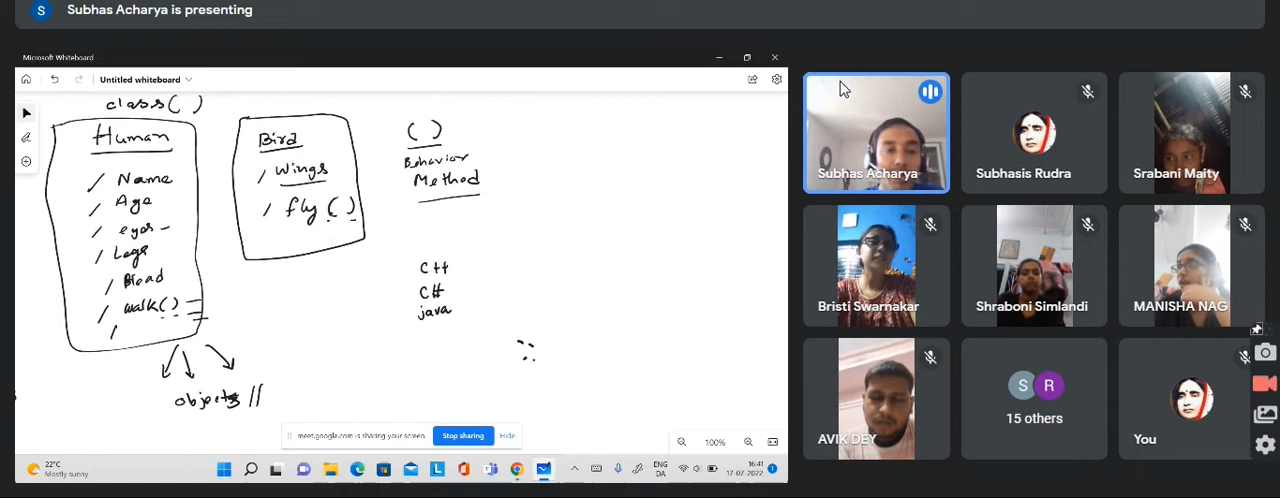 S
Subhas Acharya is presenting
Microsoft Whiteboard
Untitled whiteboard
class( )
Human
Name
Age
eyes
Legs
Blood
walk( )
objects //
Bird
Wings
fly ( )
( )
Behavior
Method
C++
C#
java
meet.google.com is sharing your screen.
Stop sharing
Hide
100%
22°C
Mostly sunny
L
ENG
DA
16:41
17-07-2022
1
Subhas Acharya
Subhasis Rudra
Srabani Maity
Bristi Swarnakar
Shraboni Simlandi
MANISHA NAG
AVIK DEY
S R
15 others
You